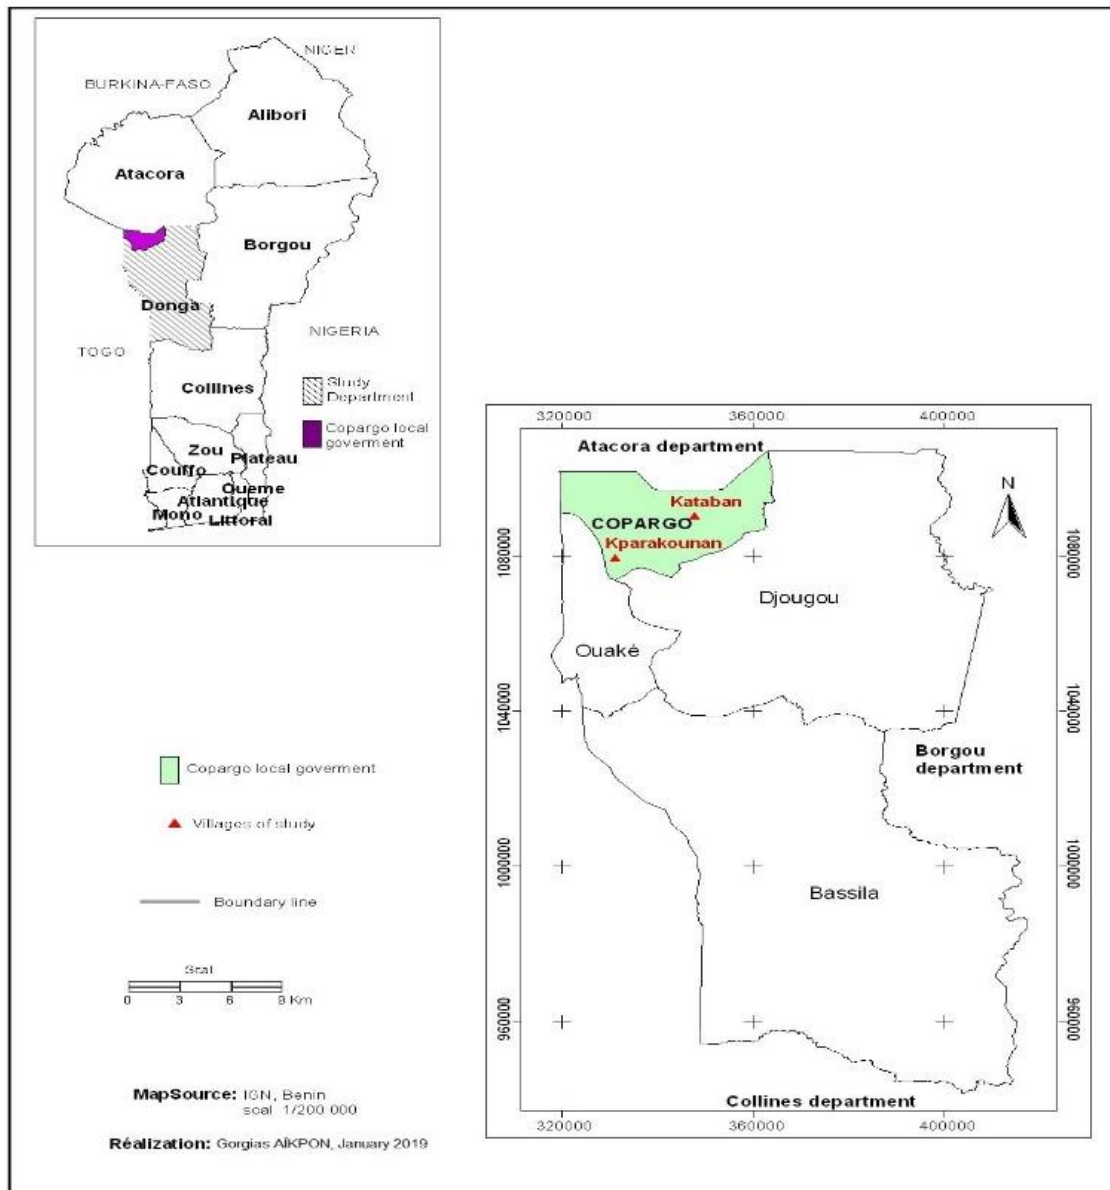 NIGER
BURKINA-FASO
Alibori
Atacora
Borgou
Donga
NIGERIA
TOGO
Collines
Study
Department
Copargo local
goverment
Zou
Plateau
Couffo
Oueme
Atlantique
Mono
Littoral
320000 360000 400000
Atacora department
N
Kataban
COPARGO
Kparakounan
1080000 1080000
Djougou
Ouaké
1040000 1040000
Borgou
department
Copargo local goverment
Villages of study
1000000 1000000
Bassila
Boundary line
Scal
0 3 6 9 Km
960000 960000
MapSource: IGN, Benin
scal 1/200 000
Collines department
320000 360000 400000
Réalization: Gorgias AÏKPON, January 2019